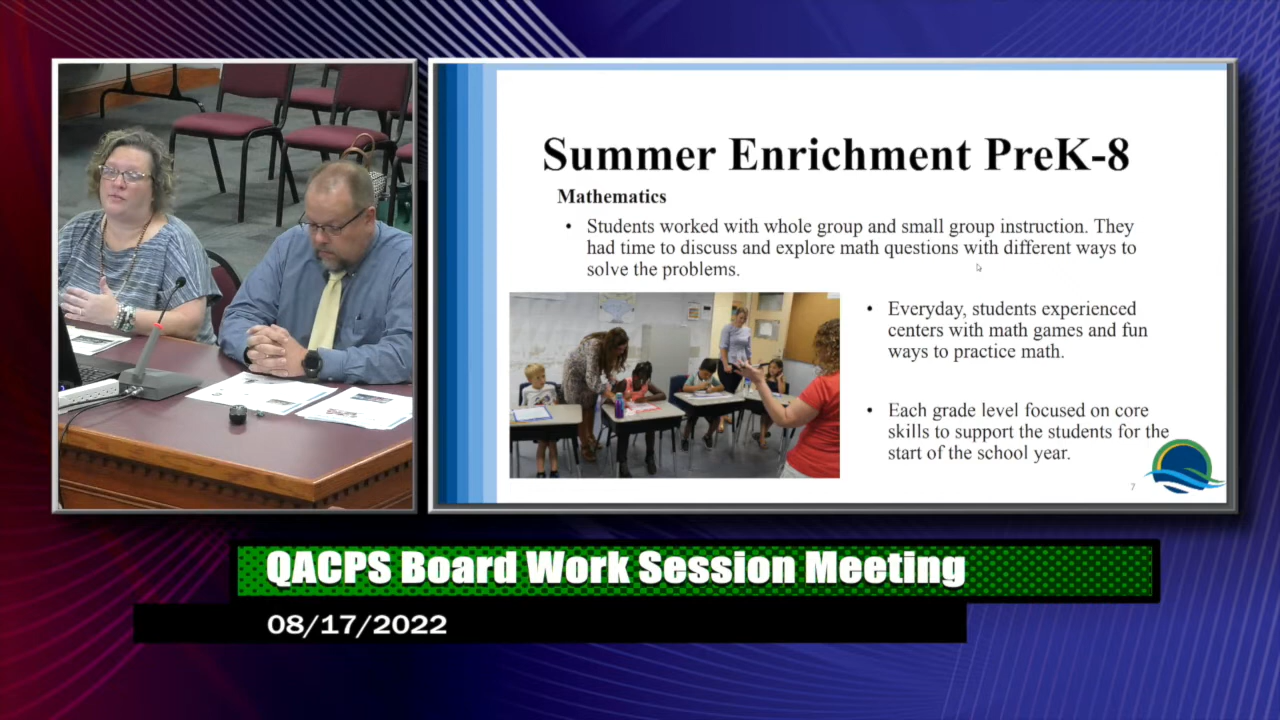 Summer Enrichment PreK-8
Mathematics
• Students worked with whole group and small group instruction. They
had time to discuss and explore math questions with different ways to
solve the problems.
• Everyday, students experienced
centers with math games and fun
ways to practice math.
• Each grade level focused on core
skills to support the students for the
start of the school year.
7
QACPS Board Work Session Meeting
08/17/2022